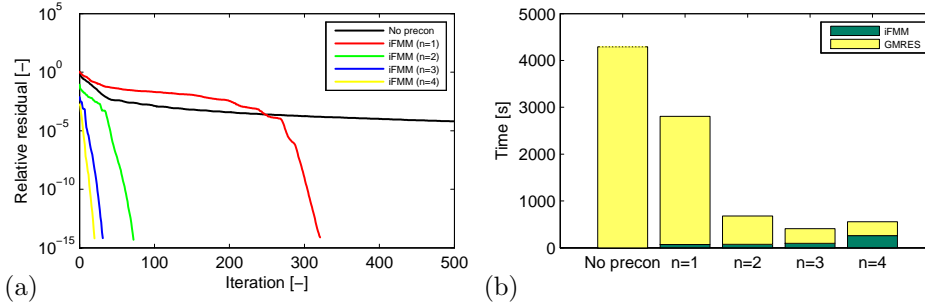 10^5
10^0
10^-5
10^-10
10^-15
Relative residual [-]
0 100 200 300 400 500
Iteration [-]
No precon
iFMM (n=1)
iFMM (n=2)
iFMM (n=3)
iFMM (n=4)
(a)
5000
4000
3000
2000
1000
0
Time [s]
No precon n=1 n=2 n=3 n=4
iFMM
GMRES
(b)